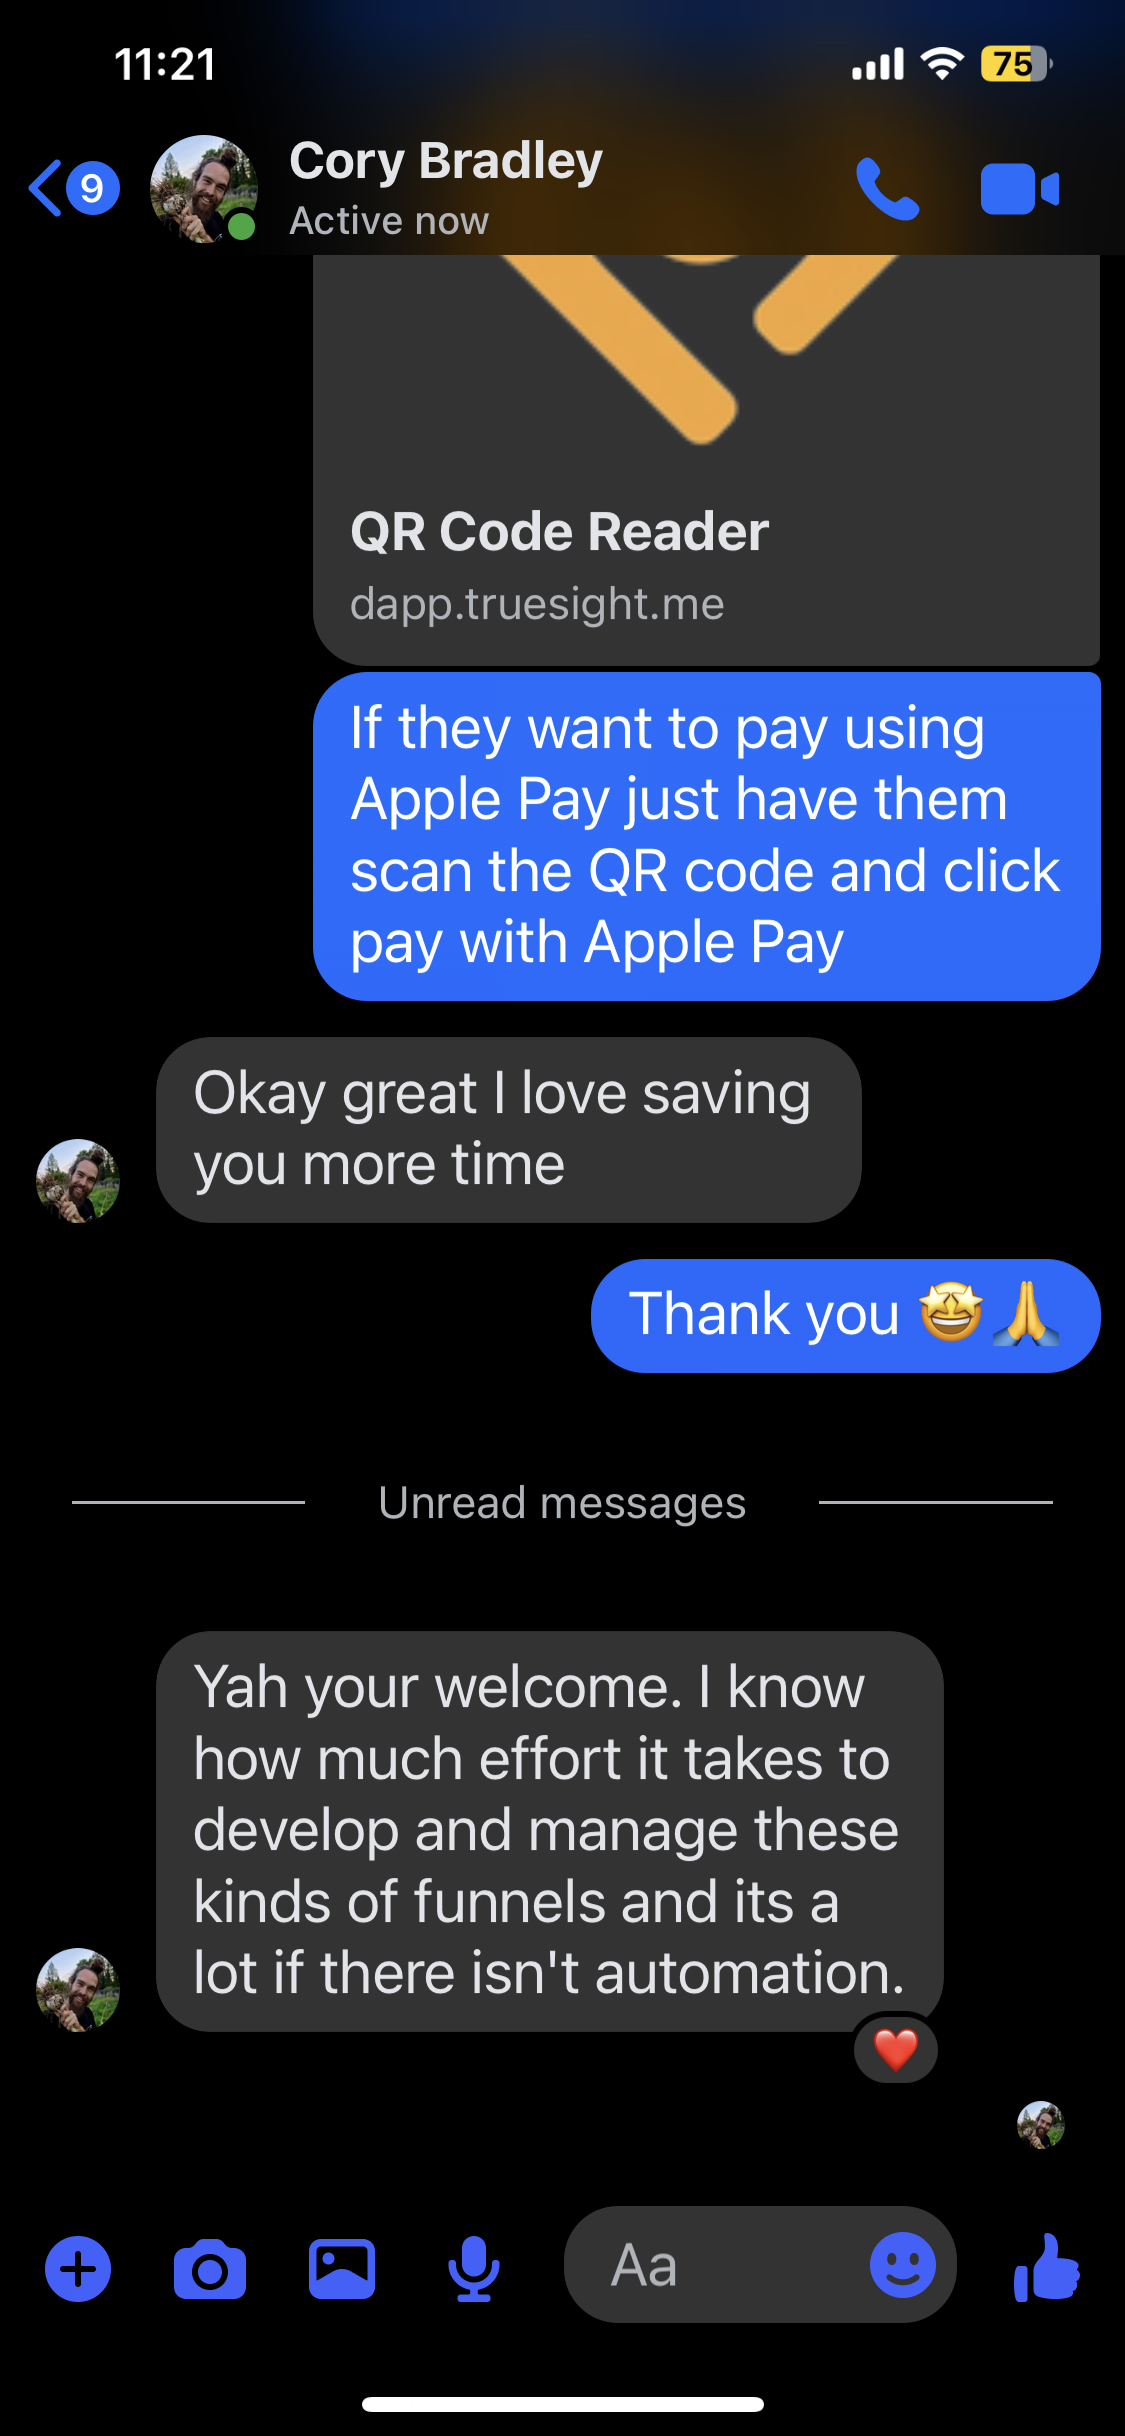 11:21
75
9
Cory Bradley
Active now
QR Code Reader
dapp.truesight.me
If they want to pay using
Apple Pay just have them
scan the QR code and click
pay with Apple Pay
Okay great I love saving
you more time
Thank you 🤩🙏
Unread messages
Yah your welcome. I know
how much effort it takes to
develop and manage these
kinds of funnels and its a
lot if there isn't automation.
Aa